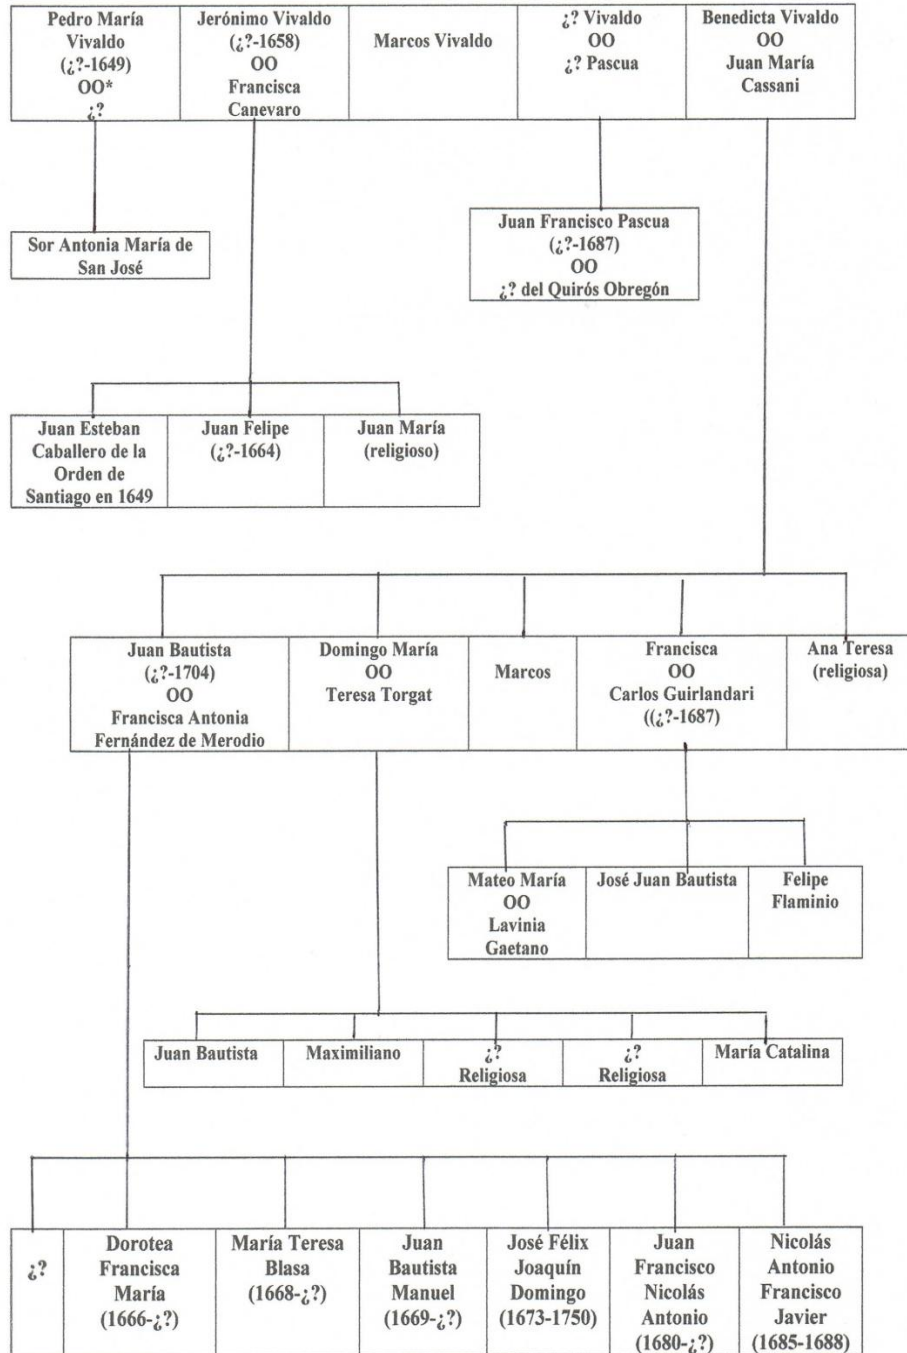 Pedro María
Vivaldo
(¿?-1649)
OO*
¿?
Jerónimo Vivaldo
(¿?-1658)
OO
Francisca
Canevaro
Marcos Vivaldo
¿? Vivaldo
OO
¿? Pascua
Benedicta Vivaldo
OO
Juan María
Cassani
Sor Antonia María de
San José
Juan Francisco Pascua
(¿?-1687)
OO
¿? del Quirós Obregón
Juan Esteban
Caballero de la
Orden de
Santiago en 1649
Juan Felipe
(¿?-1664)
Juan María
(religioso)
Juan Bautista
(¿?-1704)
OO
Francisca Antonia
Fernández de Merodio
Domingo María
OO
Teresa Torgat
Marcos
Francisca
OO
Carlos Guirlandari
((¿?-1687)
Ana Teresa
(religiosa)
Mateo María
OO
Lavinia
Gaetano
José Juan Bautista
Felipe
Flaminio
Juan Bautista
Maximiliano
¿?
Religiosa
¿?
Religiosa
María Catalina
¿?
Dorotea
Francisca
María
(1666-¿?)
María Teresa
Blasa
(1668-¿?)
Juan
Bautista
Manuel
(1669-¿?)
José Félix
Joaquín
Domingo
(1673-1750)
Juan
Francisco
Nicolás
Antonio
(1680-¿?)
Nicolás
Antonio
Francisco
Javier
(1685-1688)